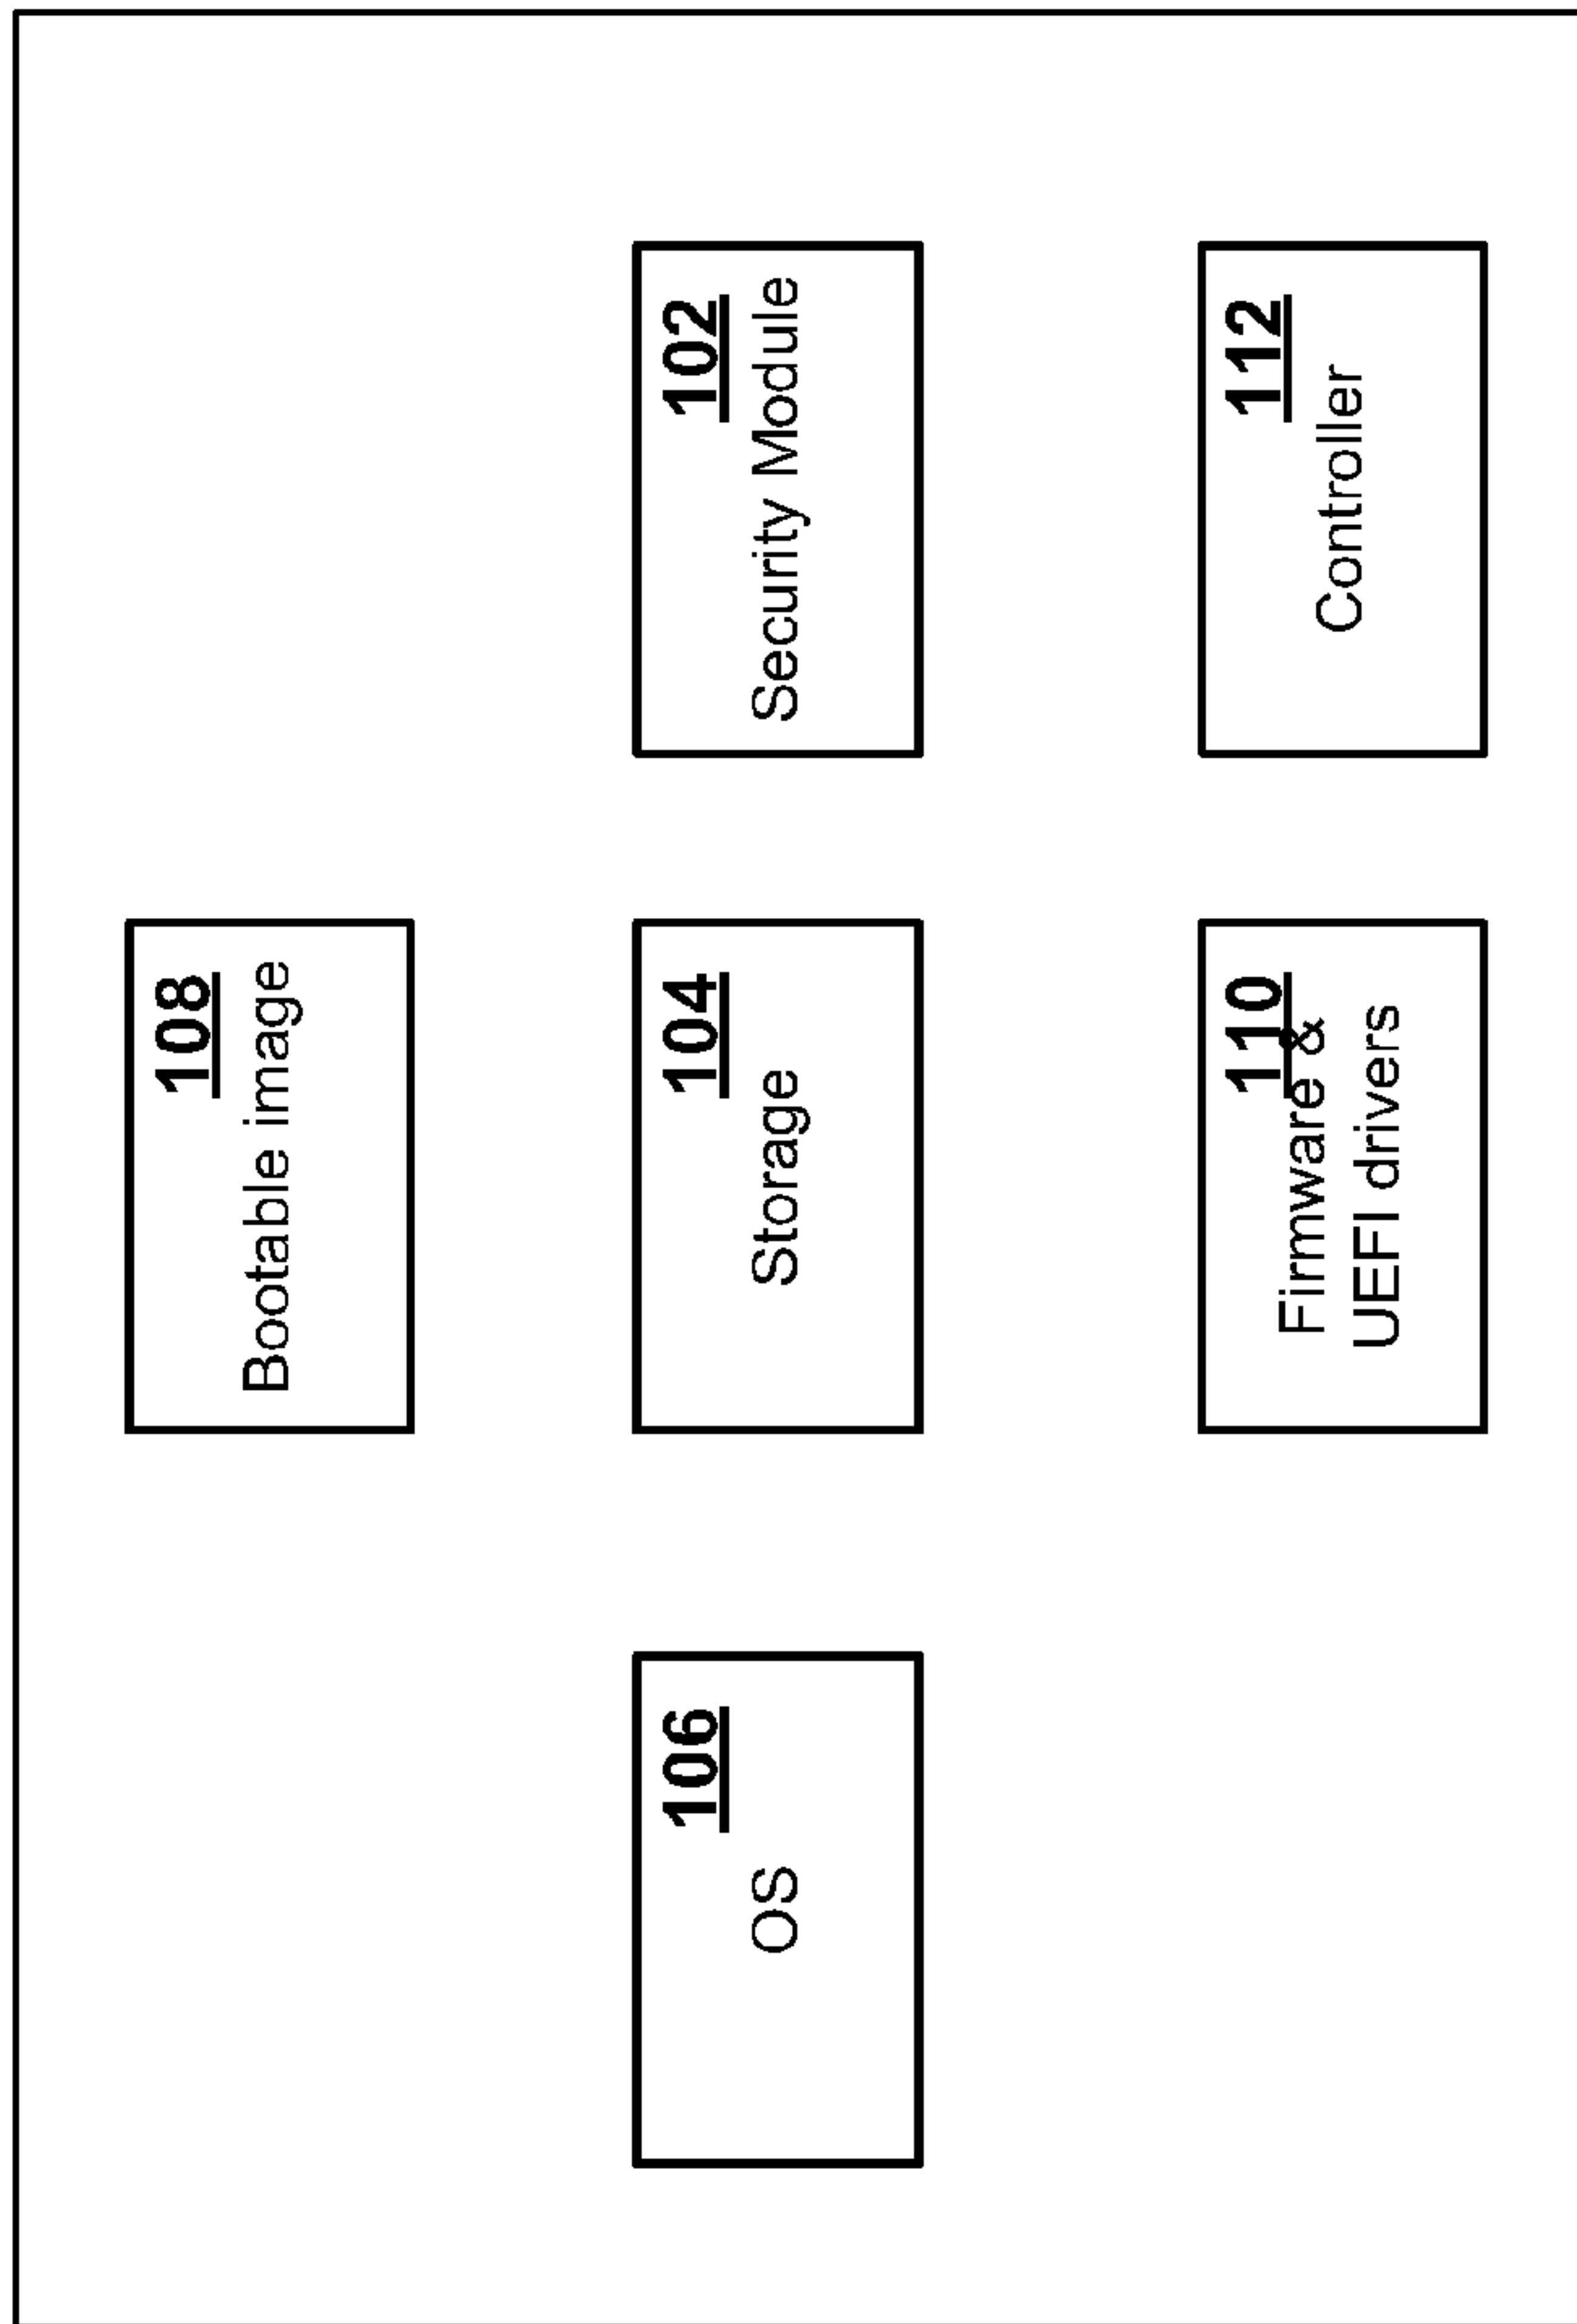 108
Bootable image
106
OS
104
Storage
102
Security Module
110
Firmware &
UEFI drivers
112
Controller